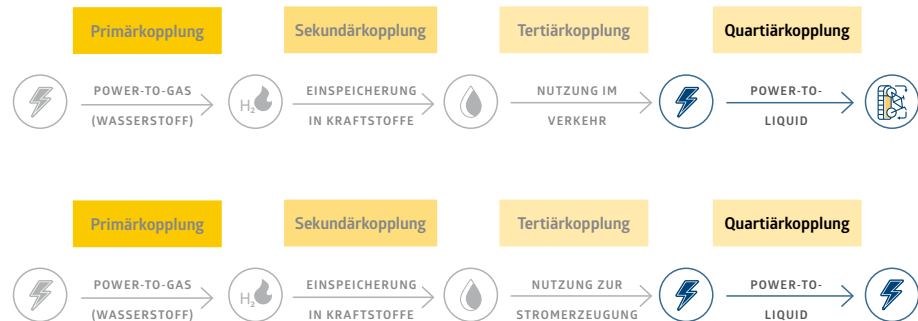 Primärkopplung Sekundärkopplung Tertiärkopplung Quartiärkopplung
POWER-TO-GAS EINSPEICHERUNG NUTZUNG IM POWER-TO-
H₂
(WASSERSTOFF) IN KRAFTSTOFFE VERKEHR LIQUID
Primärkopplung Sekundärkopplung Tertiärkopplung Quartiärkopplung
POWER-TO-GAS EINSPEICHERUNG NUTZUNG ZUR POWER-TO-
H₂
(WASSERSTOFF) IN KRAFTSTOFFE STROMERZEUGUNG LIQUID